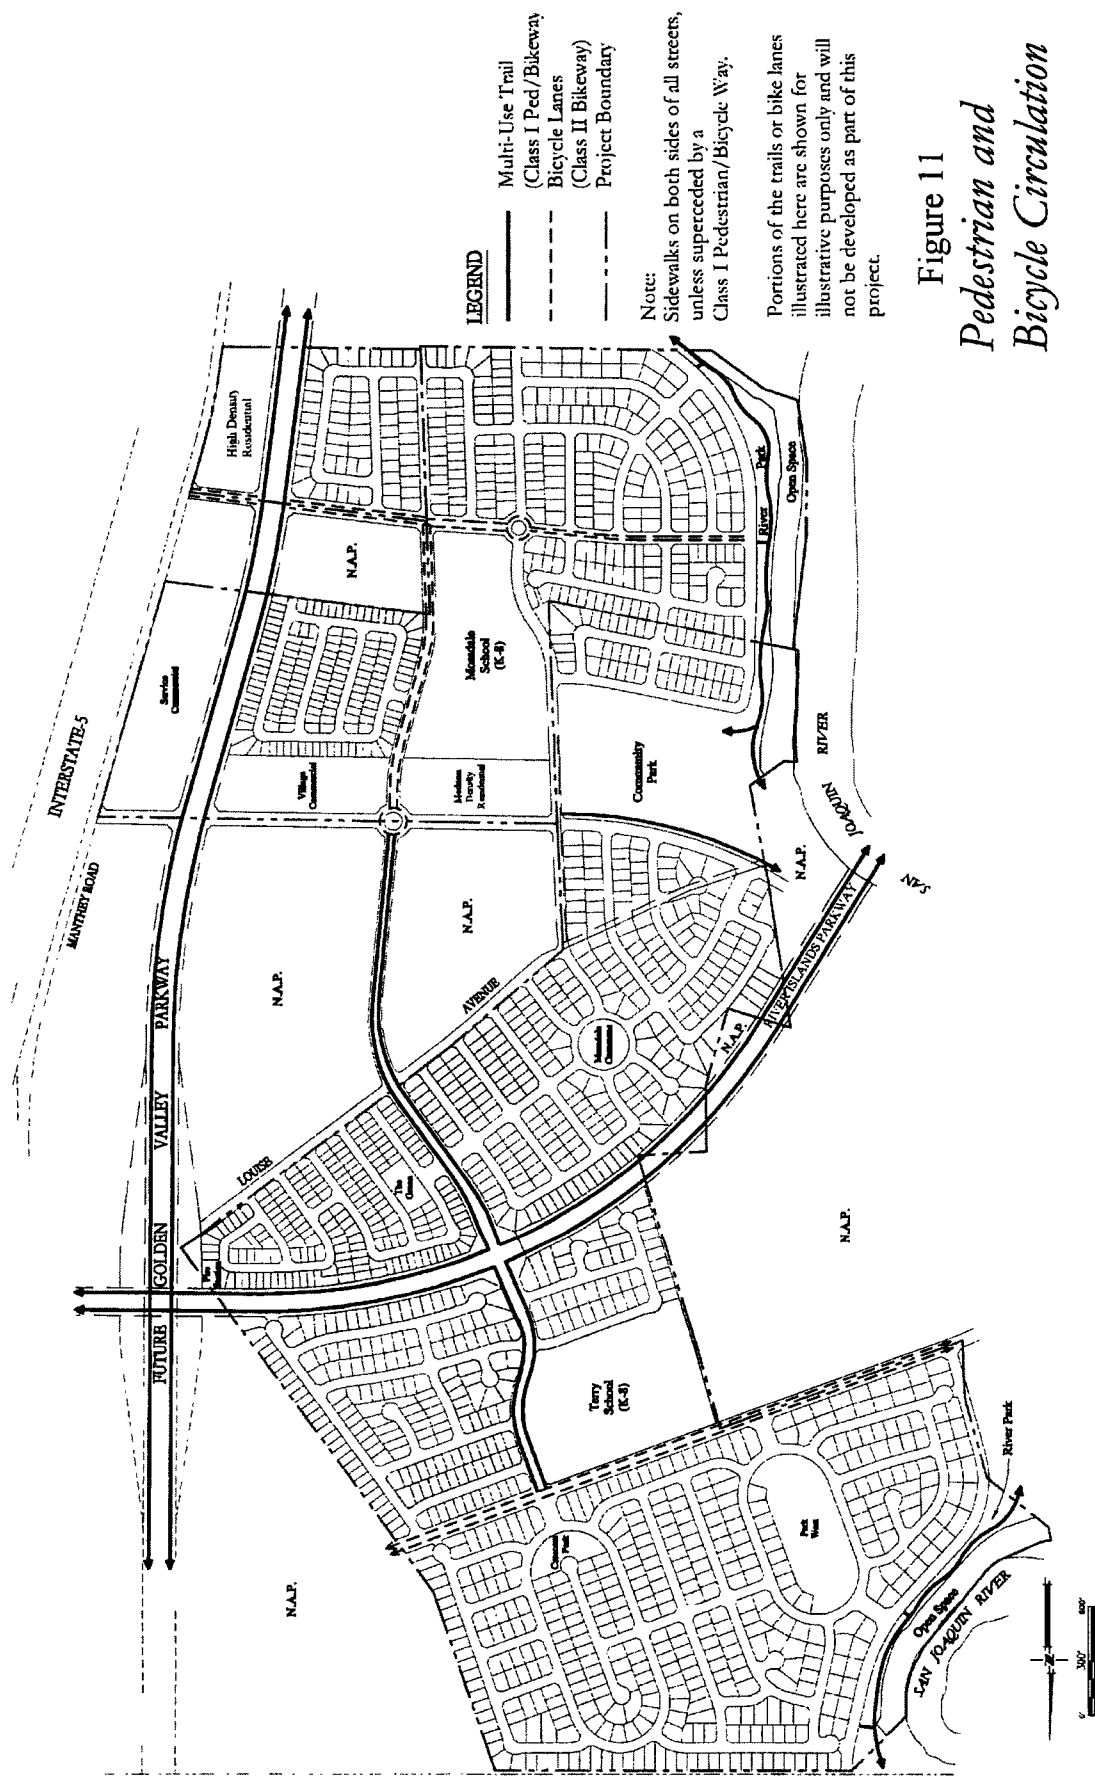 INTERSTATE-5
MANTHEY ROAD
FUTURE GOLDEN VALLEY PARKWAY
High Density
Residential
Service
Commercial
N.A.P.
Village
Commercial
Mossdale
School
(K-8)
Medium
Density
Residential
Community
Park
River Park
Open Space
SAN JOAQUIN RIVER
N.A.P.
N.A.P.
N.A.P.
LOUISE AVENUE
RIVER ISLANDS PARKWAY
N.A.P.
Mossdale
Commons
The
Green
N.A.P.
Terry
School
(K-8)
N.A.P.
Park
West
Park
River Park
Open Space
SAN JOAQUIN RIVER
N
0' 300' 600'
LEGEND
Multi-Use Trail
(Class I Ped/Bikeway
Bicycle Lanes
(Class II Bikeway)
Project Boundary
Note:
Sidewalks on both sides of all streets,
unless superceded by a
Class I Pedestrian/Bicycle Way.
Portions of the trails or bike lanes
illustrated here are shown for
illustrative purposes only and will
not be developed as part of this
project.
Figure 11
Pedestrian and
Bicycle Circulation